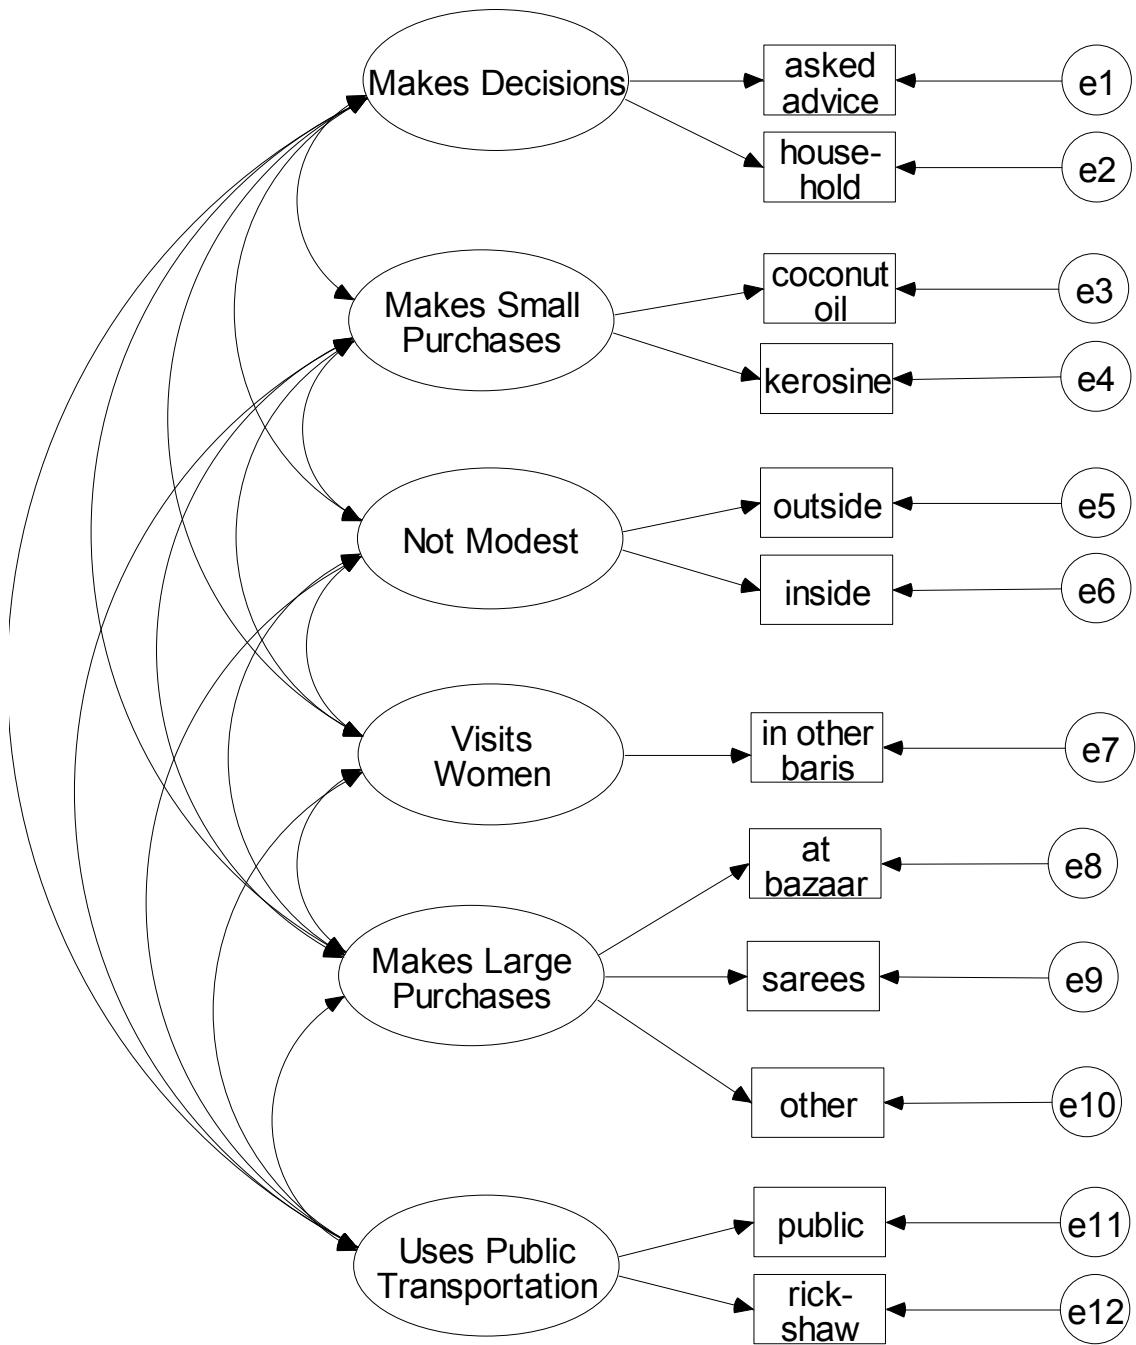 Makes Decisions
asked
advice
e1
house-
hold
e2
Makes Small
Purchases
coconut
oil
e3
kerosine
e4
Not Modest
outside
e5
inside
e6
Visits
Women
in other
baris
e7
at
bazaar
e8
Makes Large
Purchases
sarees
e9
other
e10
Uses Public
Transportation
public
e11
rick-
shaw
e12